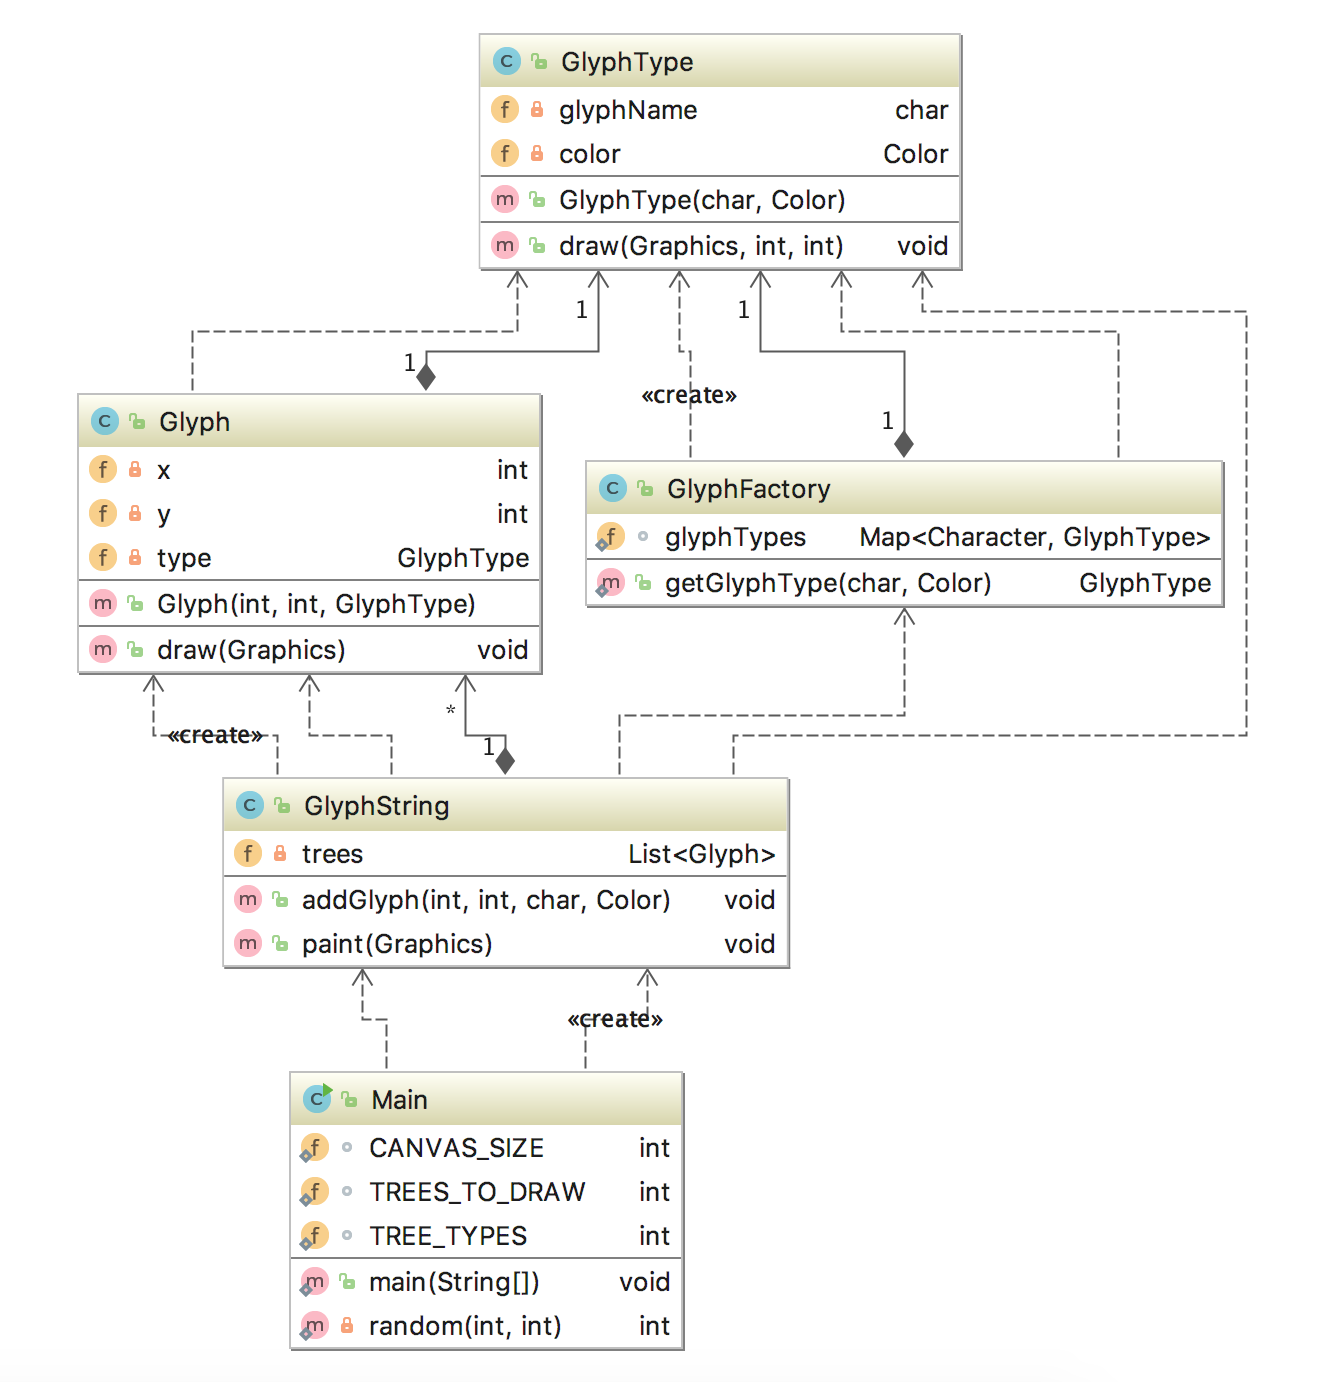 C GlyphType
f glyphName char
f color Color
m GlyphType(char, Color)
m draw(Graphics, int, int) void
1
1
1
«create»
1
C Glyph
f x int
f y int
f type GlyphType
m Glyph(int, int, GlyphType)
m draw(Graphics) void
C GlyphFactory
f glyphTypes Map<Character, GlyphType>
m getGlyphType(char, Color) GlyphType
*
«create»
1
C GlyphString
f trees List<Glyph>
m addGlyph(int, int, char, Color) void
m paint(Graphics) void
«create»
C Main
f CANVAS_SIZE int
f TREES_TO_DRAW int
f TREE_TYPES int
m main(String[]) void
m random(int, int) int